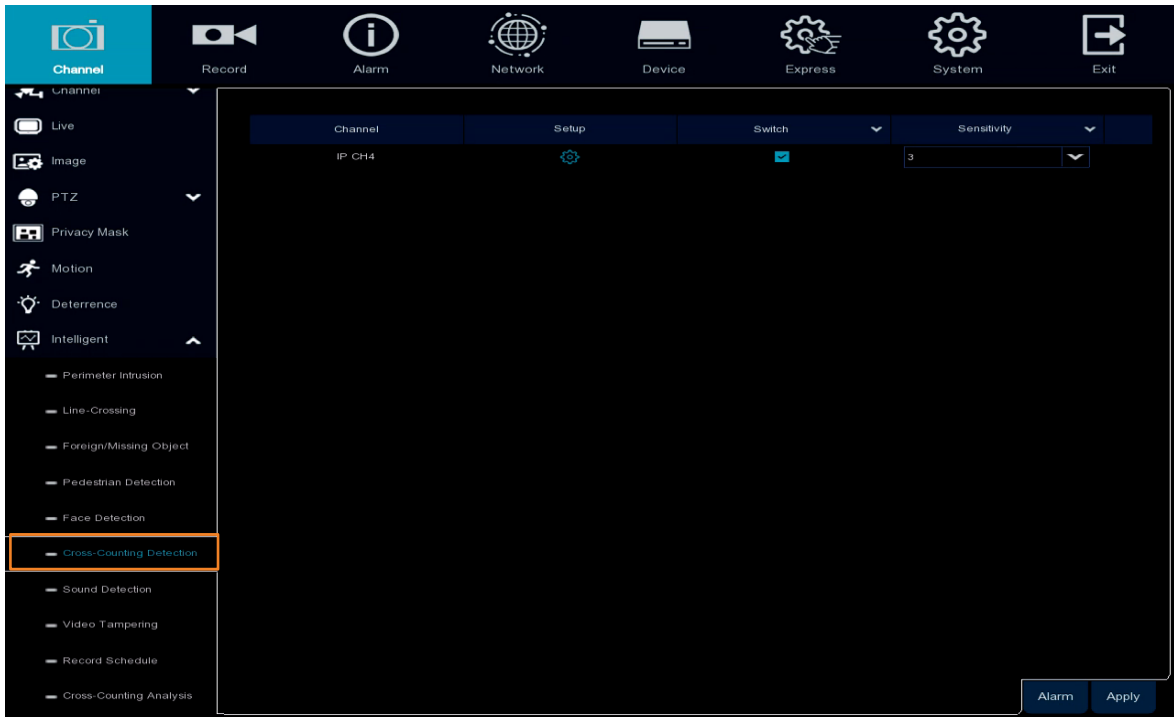 Channel
Record
Alarm
Network
Device
Express
System
Exit
Channel
Live
Image
PTZ
Privacy Mask
Motion
Deterrence
Intelligent
Perimeter Intrusion
Line-Crossing
Foreign/Missing Object
Pedestrian Detection
Face Detection
Cross-Counting Detection
Sound Detection
Video Tampering
Record Schedule
Cross-Counting Analysis
Channel Setup Switch Sensitivity
IP CH4 3
Alarm Apply